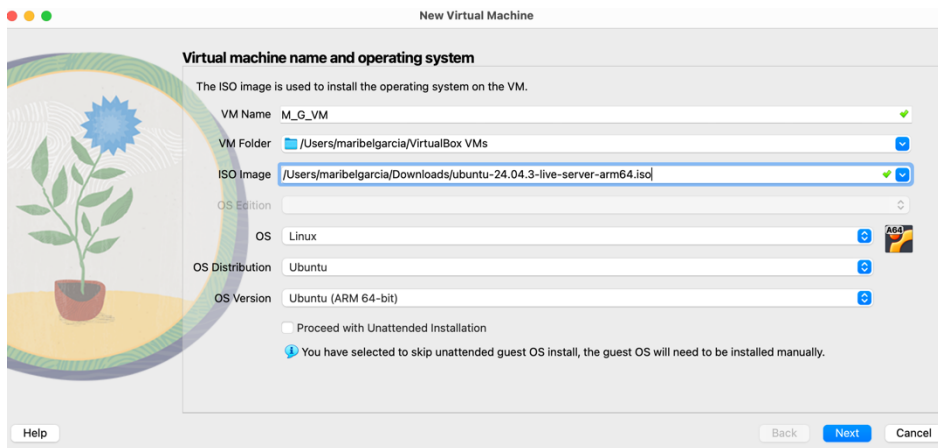 New Virtual Machine
Virtual machine name and operating system
The ISO image is used to install the operating system on the VM.
VM Name M_G_VM
VM Folder /Users/maribelgarcia/VirtualBox VMs
ISO Image /Users/maribelgarcia/Downloads/ubuntu-24.04.3-live-server-arm64.iso
OS Edition
OS Linux
A64
OS Distribution Ubuntu
OS Version Ubuntu (ARM 64-bit)
Proceed with Unattended Installation
You have selected to skip unattended guest OS install, the guest OS will need to be installed manually.
Help Back Next Cancel